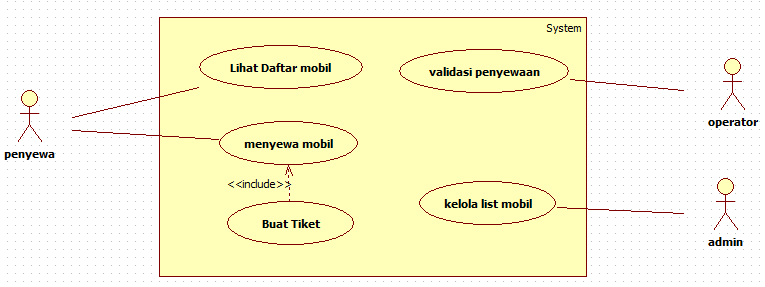 System
Lihat Daftar mobil
validasi penyewaan
operator
penyewa
menyewa mobil
<<include>>
Buat Tiket
kelola list mobil
admin